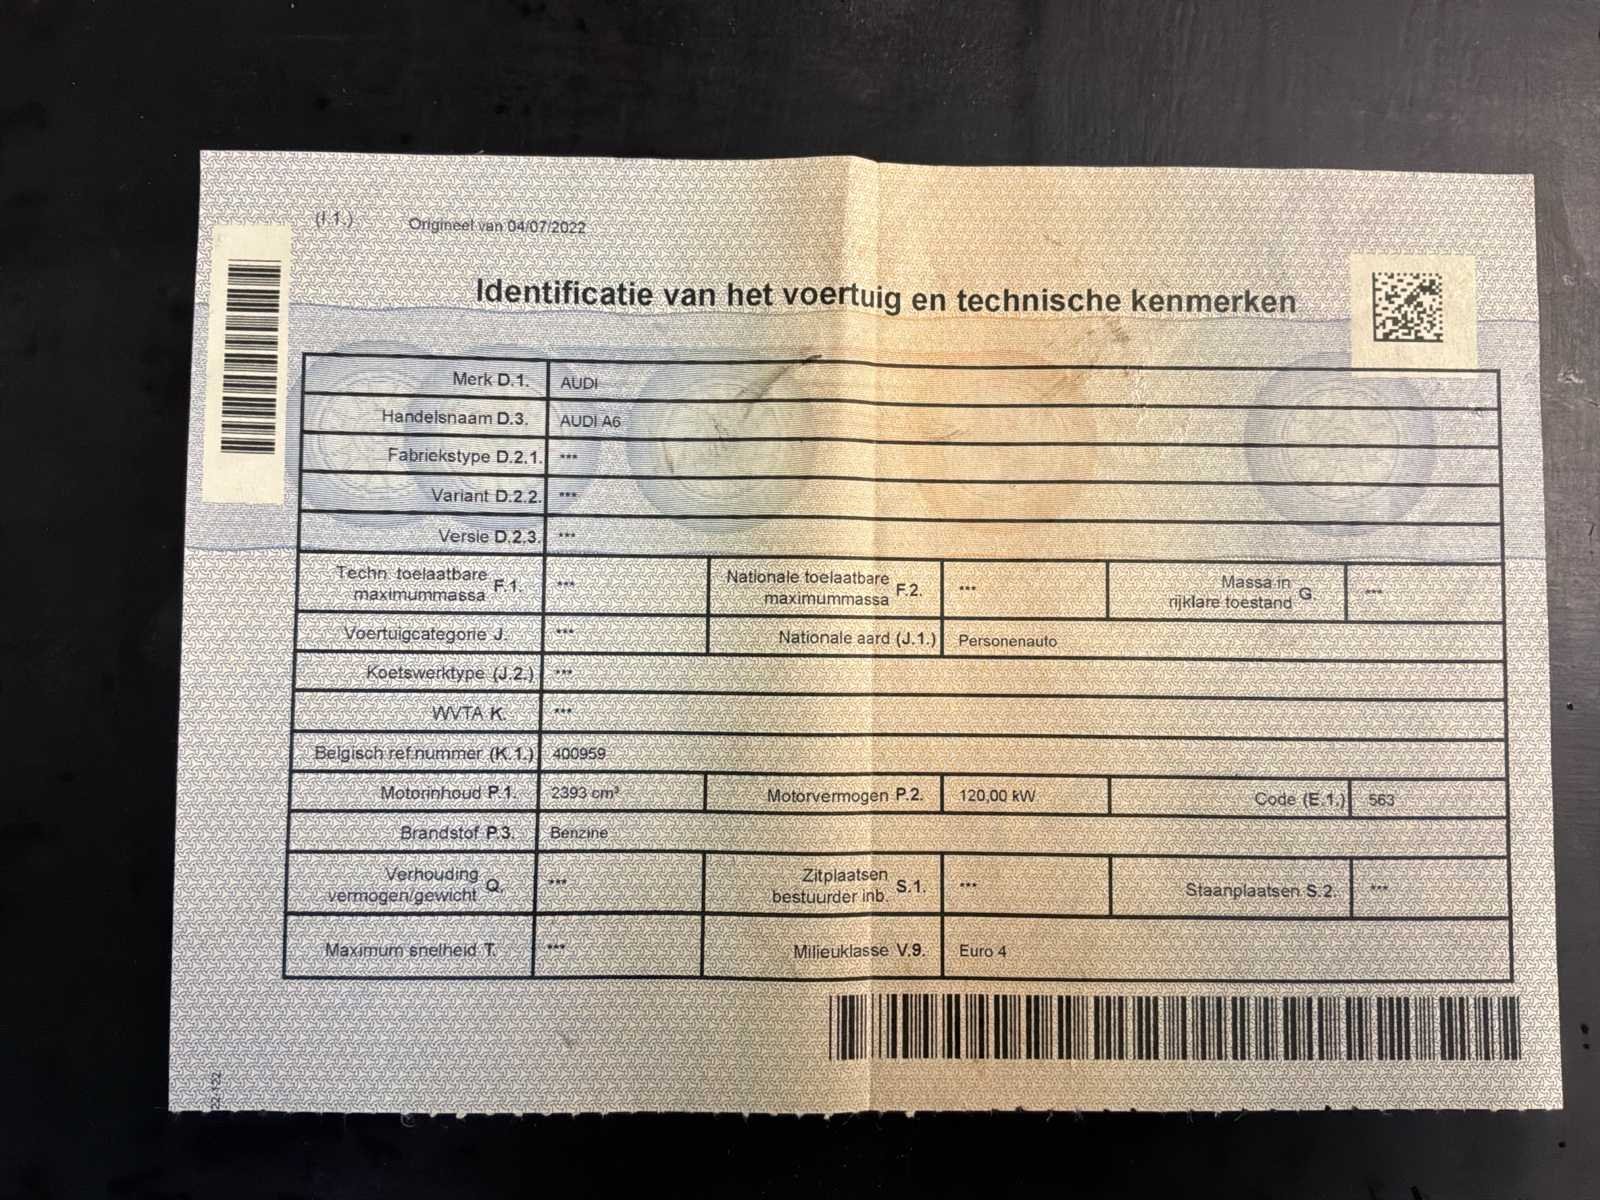 (I.1.) Origineel van 04/07/2022
Identificatie van het voertuig en technische kenmerken
Merk D.1. AUDI
Handelsnaam D.3. AUDI A6
Fabriekstype D.2.1. ***
Variant D.2.2. ***
Versie D.2.3. ***
Techn. toelaatbare maximummassa F.1. *** Nationale toelaatbare maximummassa F.2. *** Massa in rijklare toestand G. ***
Voertuigcategorie J. *** Nationale aard (J.1.) Personenauto
Koetswerktype (J.2.) ***
WVTA K. ***
Belgisch ref.nummer (K.1.) 400959
Motorinhoud P.1. 2393 cm³ Motorvermogen P.2. 120,00 kW Code (E.1.) 563
Brandstof P.3. Benzine
Verhouding vermogen/gewicht Q. *** Zitplaatsen bestuurder inb. S.1. *** Staanplaatsen S.2. ***
Maximum snelheid T. *** Milieuklasse V.9. Euro 4